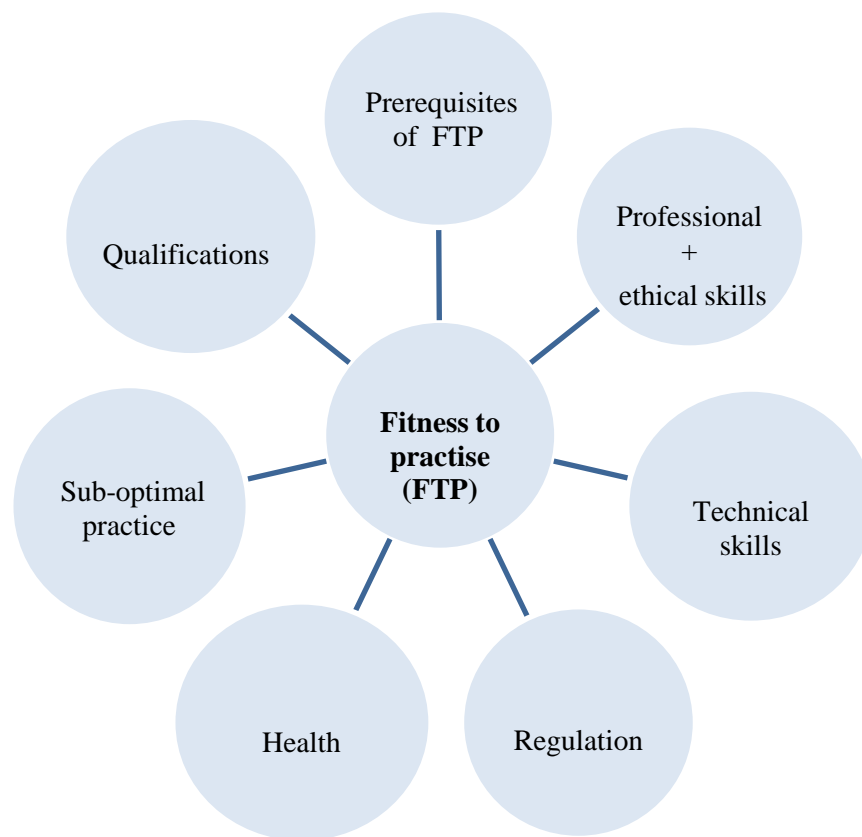 Prerequisites
of FTP
Professional
+
ethical skills
Qualifications
Fitness to
practise
(FTP)
Sub-optimal
practice
Technical
skills
Health
Regulation